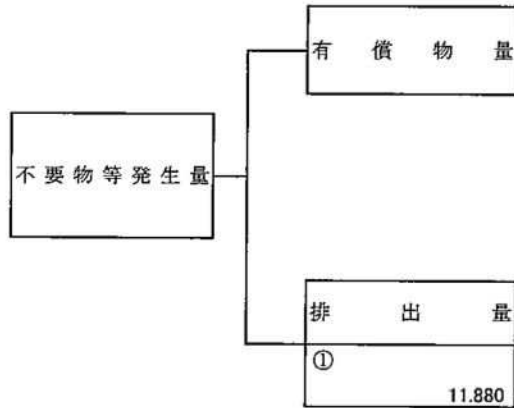 有償物量
不要物等発生量
排出量
①
11.880